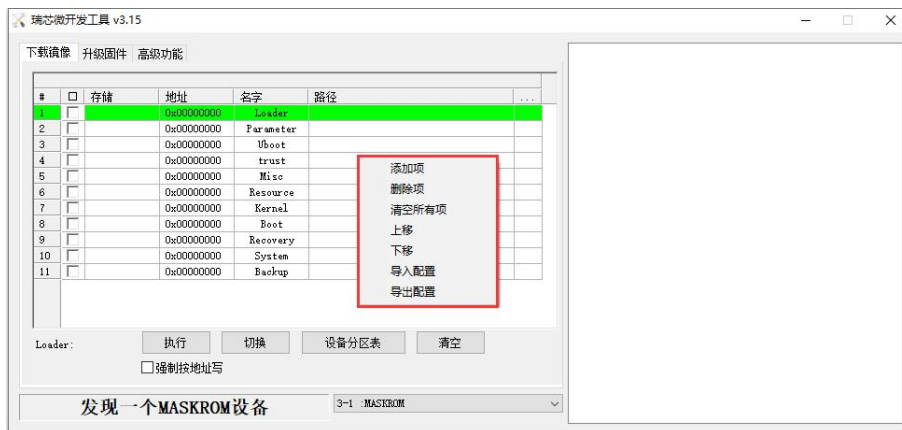 瑞芯微开发工具 v3.15
下载镜像 升级固件 高级功能
# 存储 地址 名字 路径 ...
1 0x00000000 Loader
2 0x00000000 Parameter
3 0x00000000 Uboot
4 0x00000000 trust
5 0x00000000 Misc
6 0x00000000 Resource
7 0x00000000 Kernel
8 0x00000000 Boot
9 0x00000000 Recovery
10 0x00000000 System
11 0x00000000 Backup
添加项
删除项
清空所有项
上移
下移
导入配置
导出配置
Loader: 执行 切换 设备分区表 清空
强制按地址写
发现一个MASKROM设备 3-1 :MASKROM